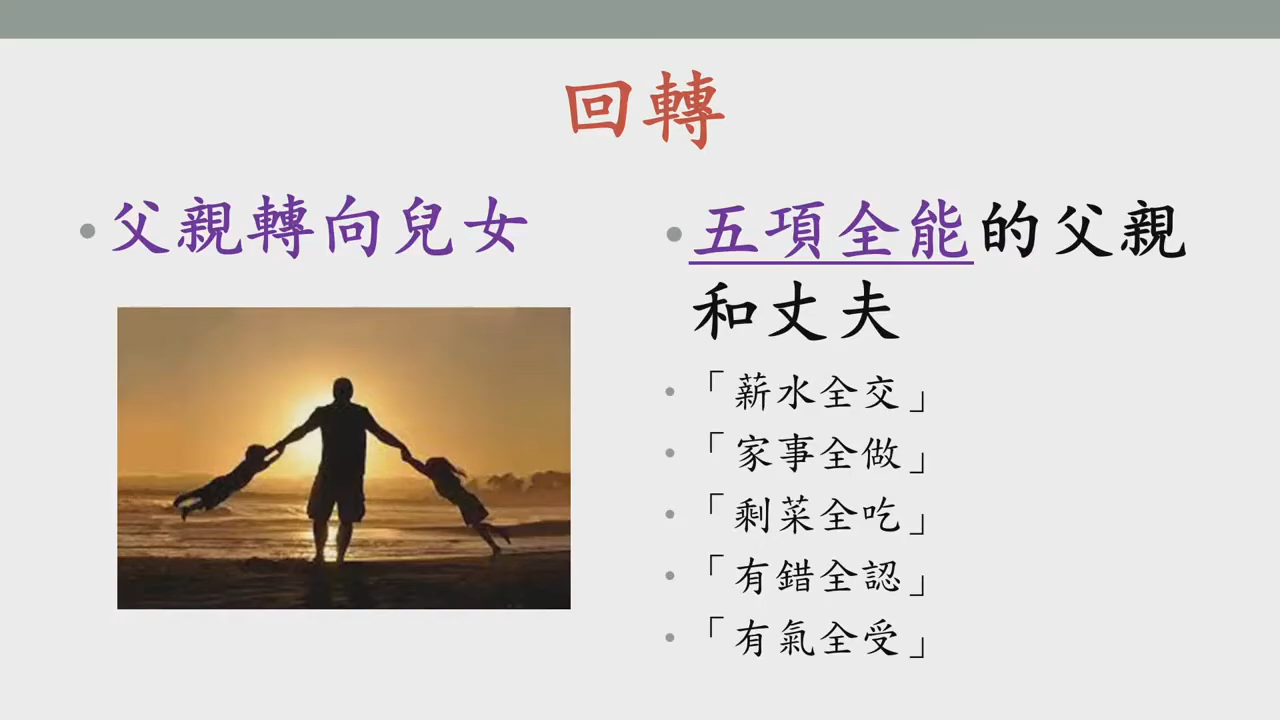 回轉
• 父親轉向兒女
• 五項全能的父親
和丈夫
• 「薪水全交」
• 「家事全做」
• 「剩菜全吃」
• 「有錯全認」
• 「有氣全受」